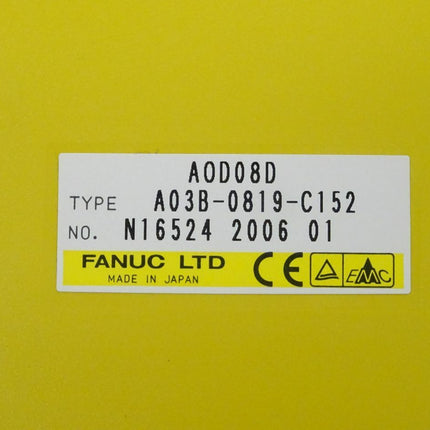 AOD08D
TYPE A03B-0819-C152
NO. N16524 2006 01
FANUC LTD CE EMC
MADE IN JAPAN